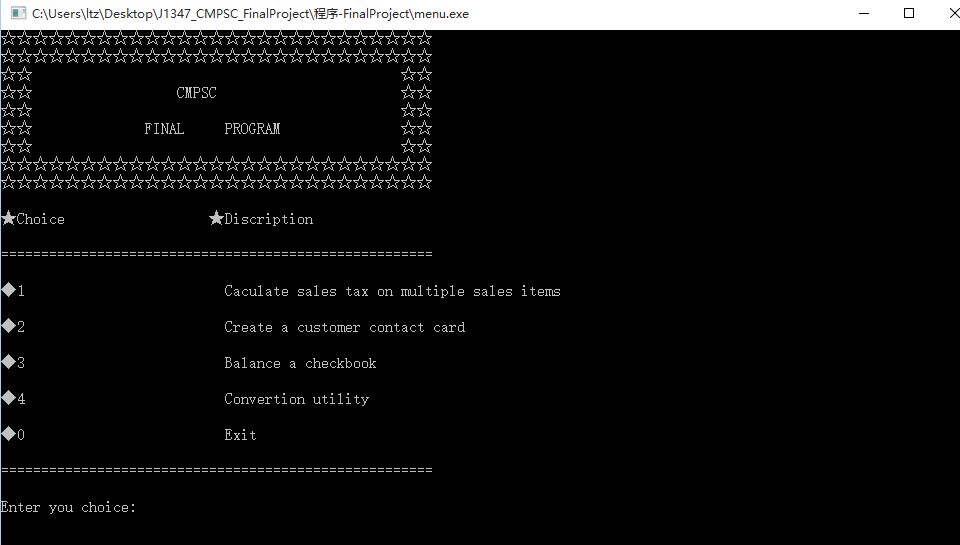 C:\Users\ltz\Desktop\J1347_CMPSC_FinalProject\程序-FinalProject\menu.exe
☆☆☆☆☆☆☆☆☆☆☆☆☆☆☆☆☆☆☆☆☆☆☆☆☆☆☆
☆☆☆☆☆☆☆☆☆☆☆☆☆☆☆☆☆☆☆☆☆☆☆☆☆☆☆
☆☆ ☆☆
☆☆ CMPSC ☆☆
☆☆ ☆☆
☆☆ FINAL PROGRAM ☆☆
☆☆ ☆☆
☆☆☆☆☆☆☆☆☆☆☆☆☆☆☆☆☆☆☆☆☆☆☆☆☆☆☆
☆☆☆☆☆☆☆☆☆☆☆☆☆☆☆☆☆☆☆☆☆☆☆☆☆☆☆
★Choice ★Discription
======================================================
◆1 Caculate sales tax on multiple sales items
◆2 Create a customer contact card
◆3 Balance a checkbook
◆4 Convertion utility
◆0 Exit
======================================================
Enter you choice: